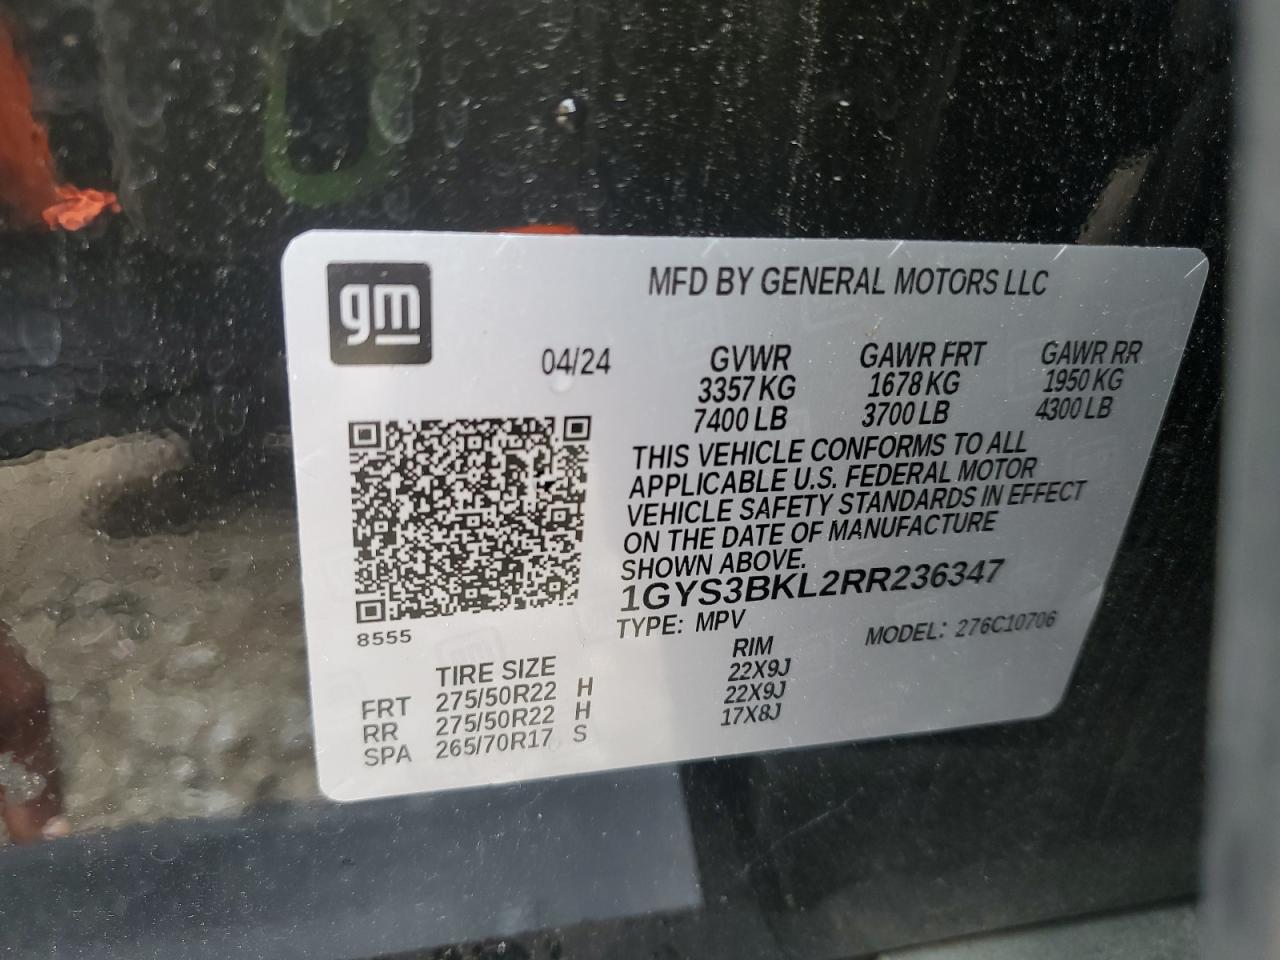 gm
MFD BY GENERAL MOTORS LLC
04/24
GVWR
3357 KG
7400 LB
GAWR FRT
1678 KG
3700 LB
GAWR RR
1950 KG
4300 LB
THIS VEHICLE CONFORMS TO ALL
APPLICABLE U.S. FEDERAL MOTOR
VEHICLE SAFETY STANDARDS IN EFFECT
ON THE DATE OF MANUFACTURE
SHOWN ABOVE.
1GYS3BKL2RR236347
TYPE: MPV
MODEL: 276C10706
8555
TIRE SIZE
RIM
FRT 275/50R22 H 22X9J
RR 275/50R22 H 22X9J
SPA 265/70R17 S 17X8J